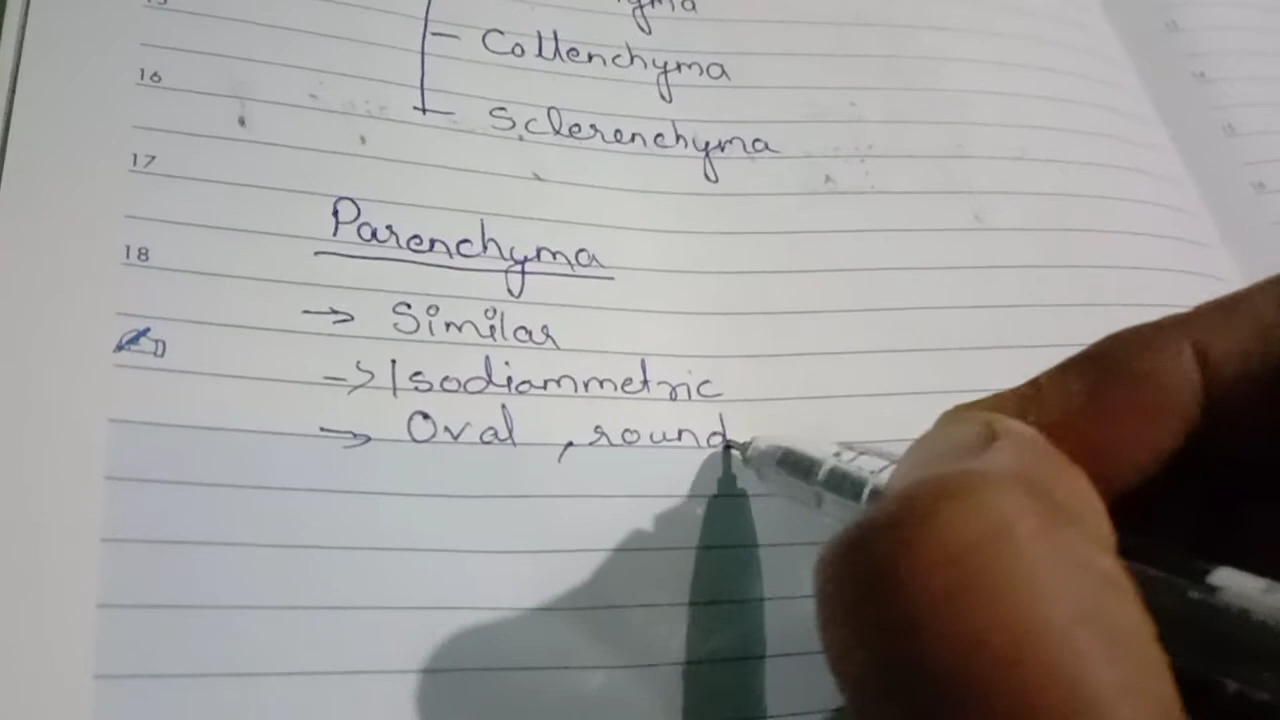 - Collenchyma
16
- Sclerenchyma
17
Parenchyma
18
→ Similar
→ Isodiammetric
→ Oval , round